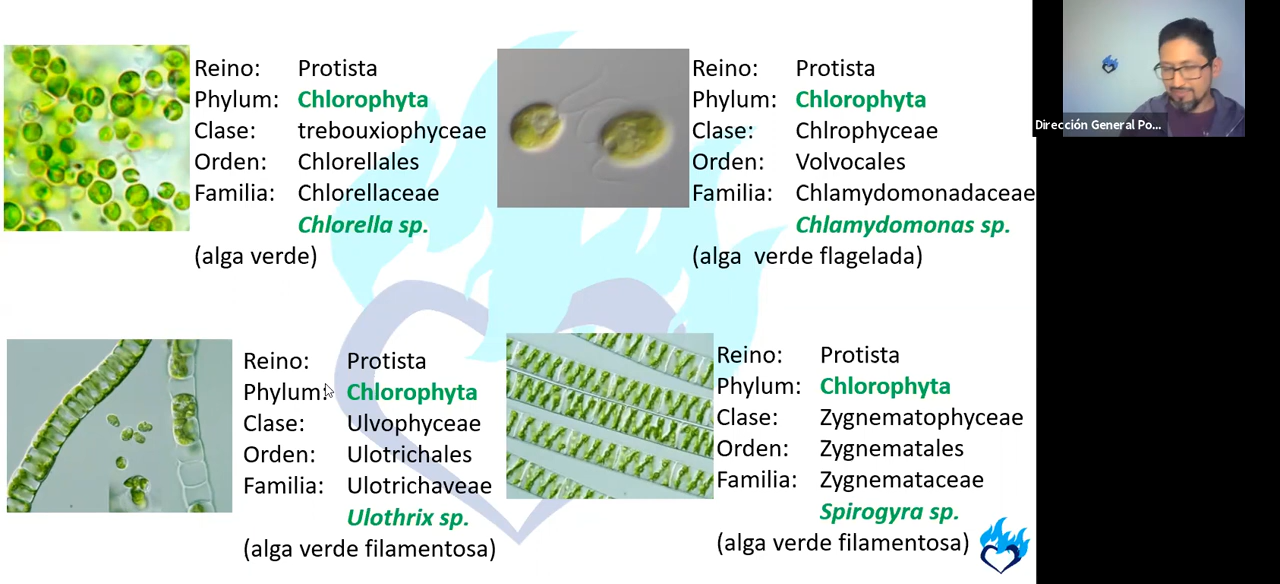 Reino: Protista
Phylum: Chlorophyta
Clase: trebouxiophyceae
Orden: Chlorellales
Familia: Chlorellaceae
Chlorella sp.
(alga verde)
Reino: Protista
Phylum: Chlorophyta
Clase: Chlrophyceae
Orden: Volvocales
Familia: Chlamydomonadaceae
Chlamydomonas sp.
(alga verde flagelada)
Reino: Protista
Phylum: Chlorophyta
Clase: Ulvophyceae
Orden: Ulotrichales
Familia: Ulotrichaveae
Ulothrix sp.
(alga verde filamentosa)
Reino: Protista
Phylum: Chlorophyta
Clase: Zygnematophyceae
Orden: Zygnematales
Familia: Zygnemataceae
Spirogyra sp.
(alga verde filamentosa)
Dirección General Po...